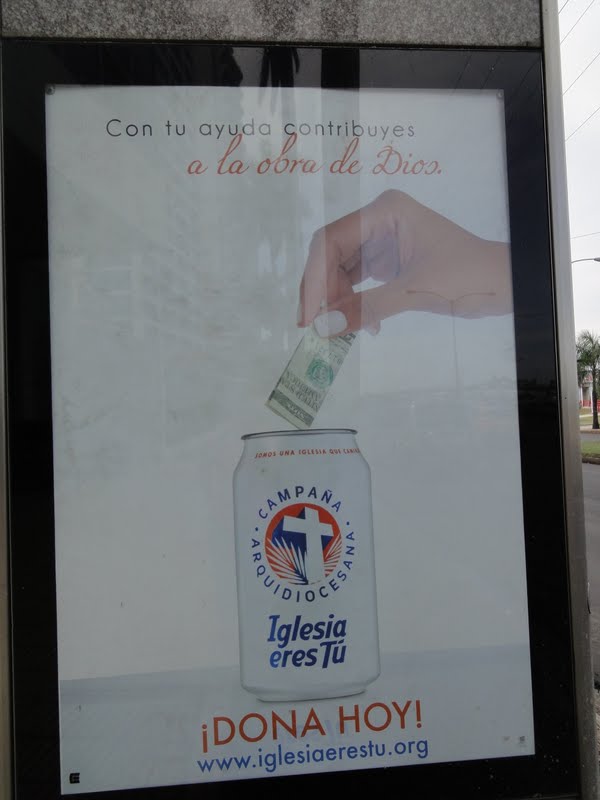 Con tu ayuda contribuyes
a la obra de Dios.
SOMOS UNA IGLESIA QUE
CAMPAÑA
ARQUIDIOCESANA
Iglesia
eres Tú
¡DONA HOY!
www.iglesiaerestu.org